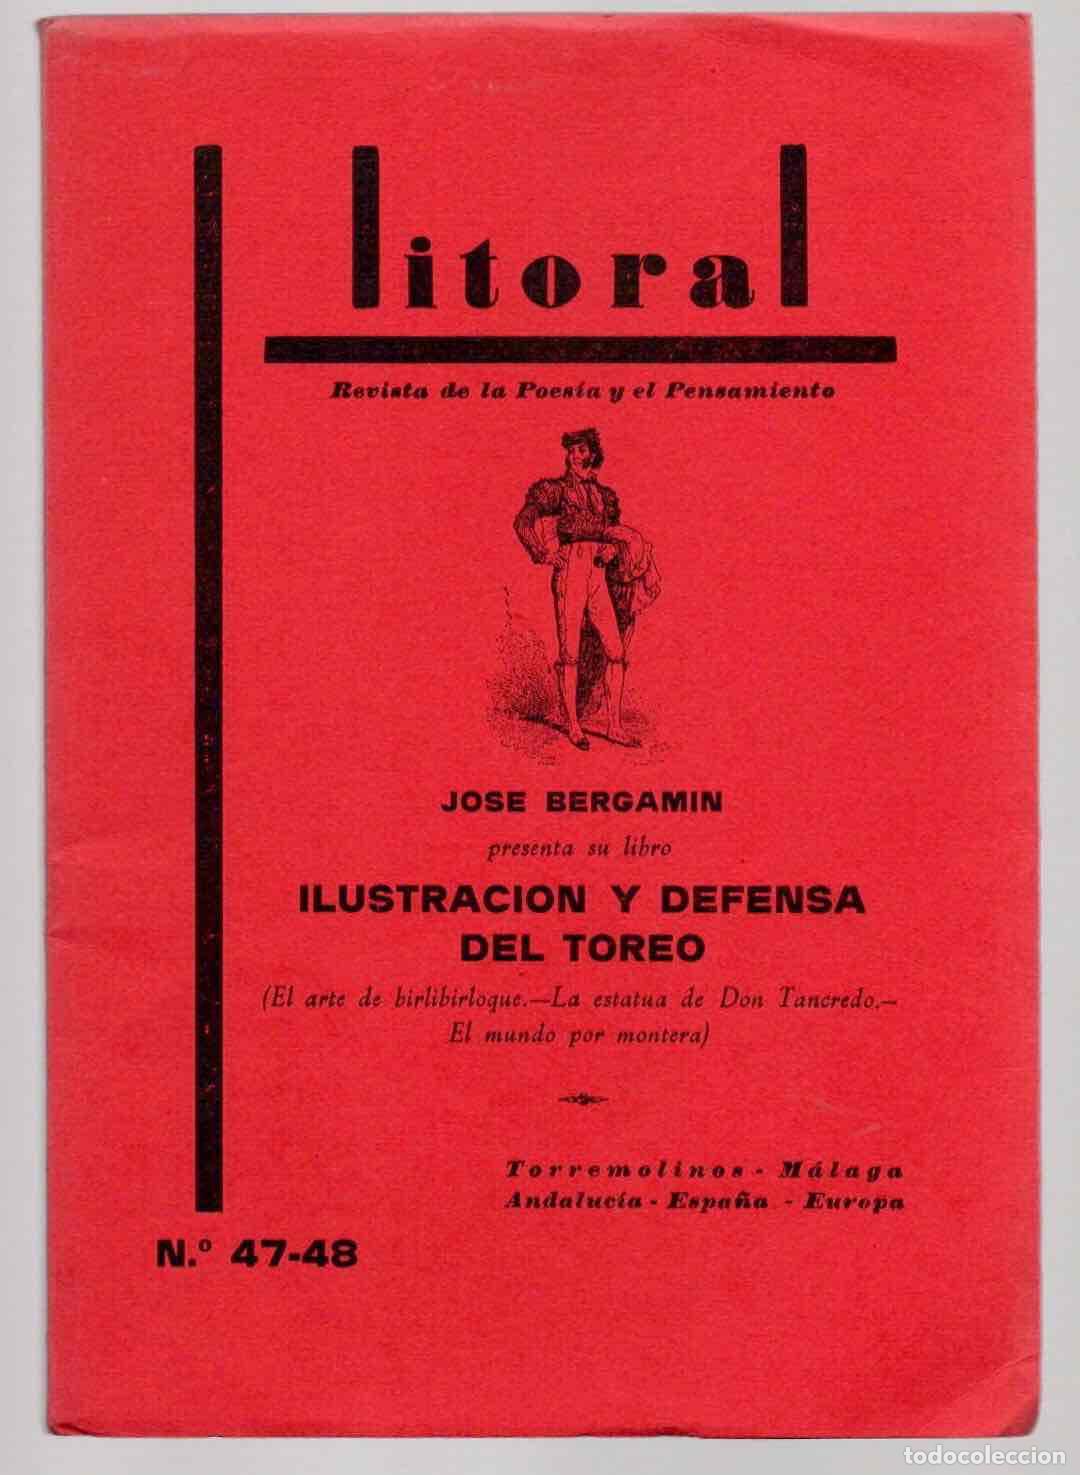 litoral
Revista de la Poesía y el Pensamiento
JOSE BERGAMIN
presenta su libro
ILUSTRACION Y DEFENSA
DEL TOREO
(El arte de birlibirloque.—La estatua de Don Tancredo.—
El mundo por montera)
Torremolinos - Málaga
Andalucía - España - Europa
N.º 47-48
todocoleccion